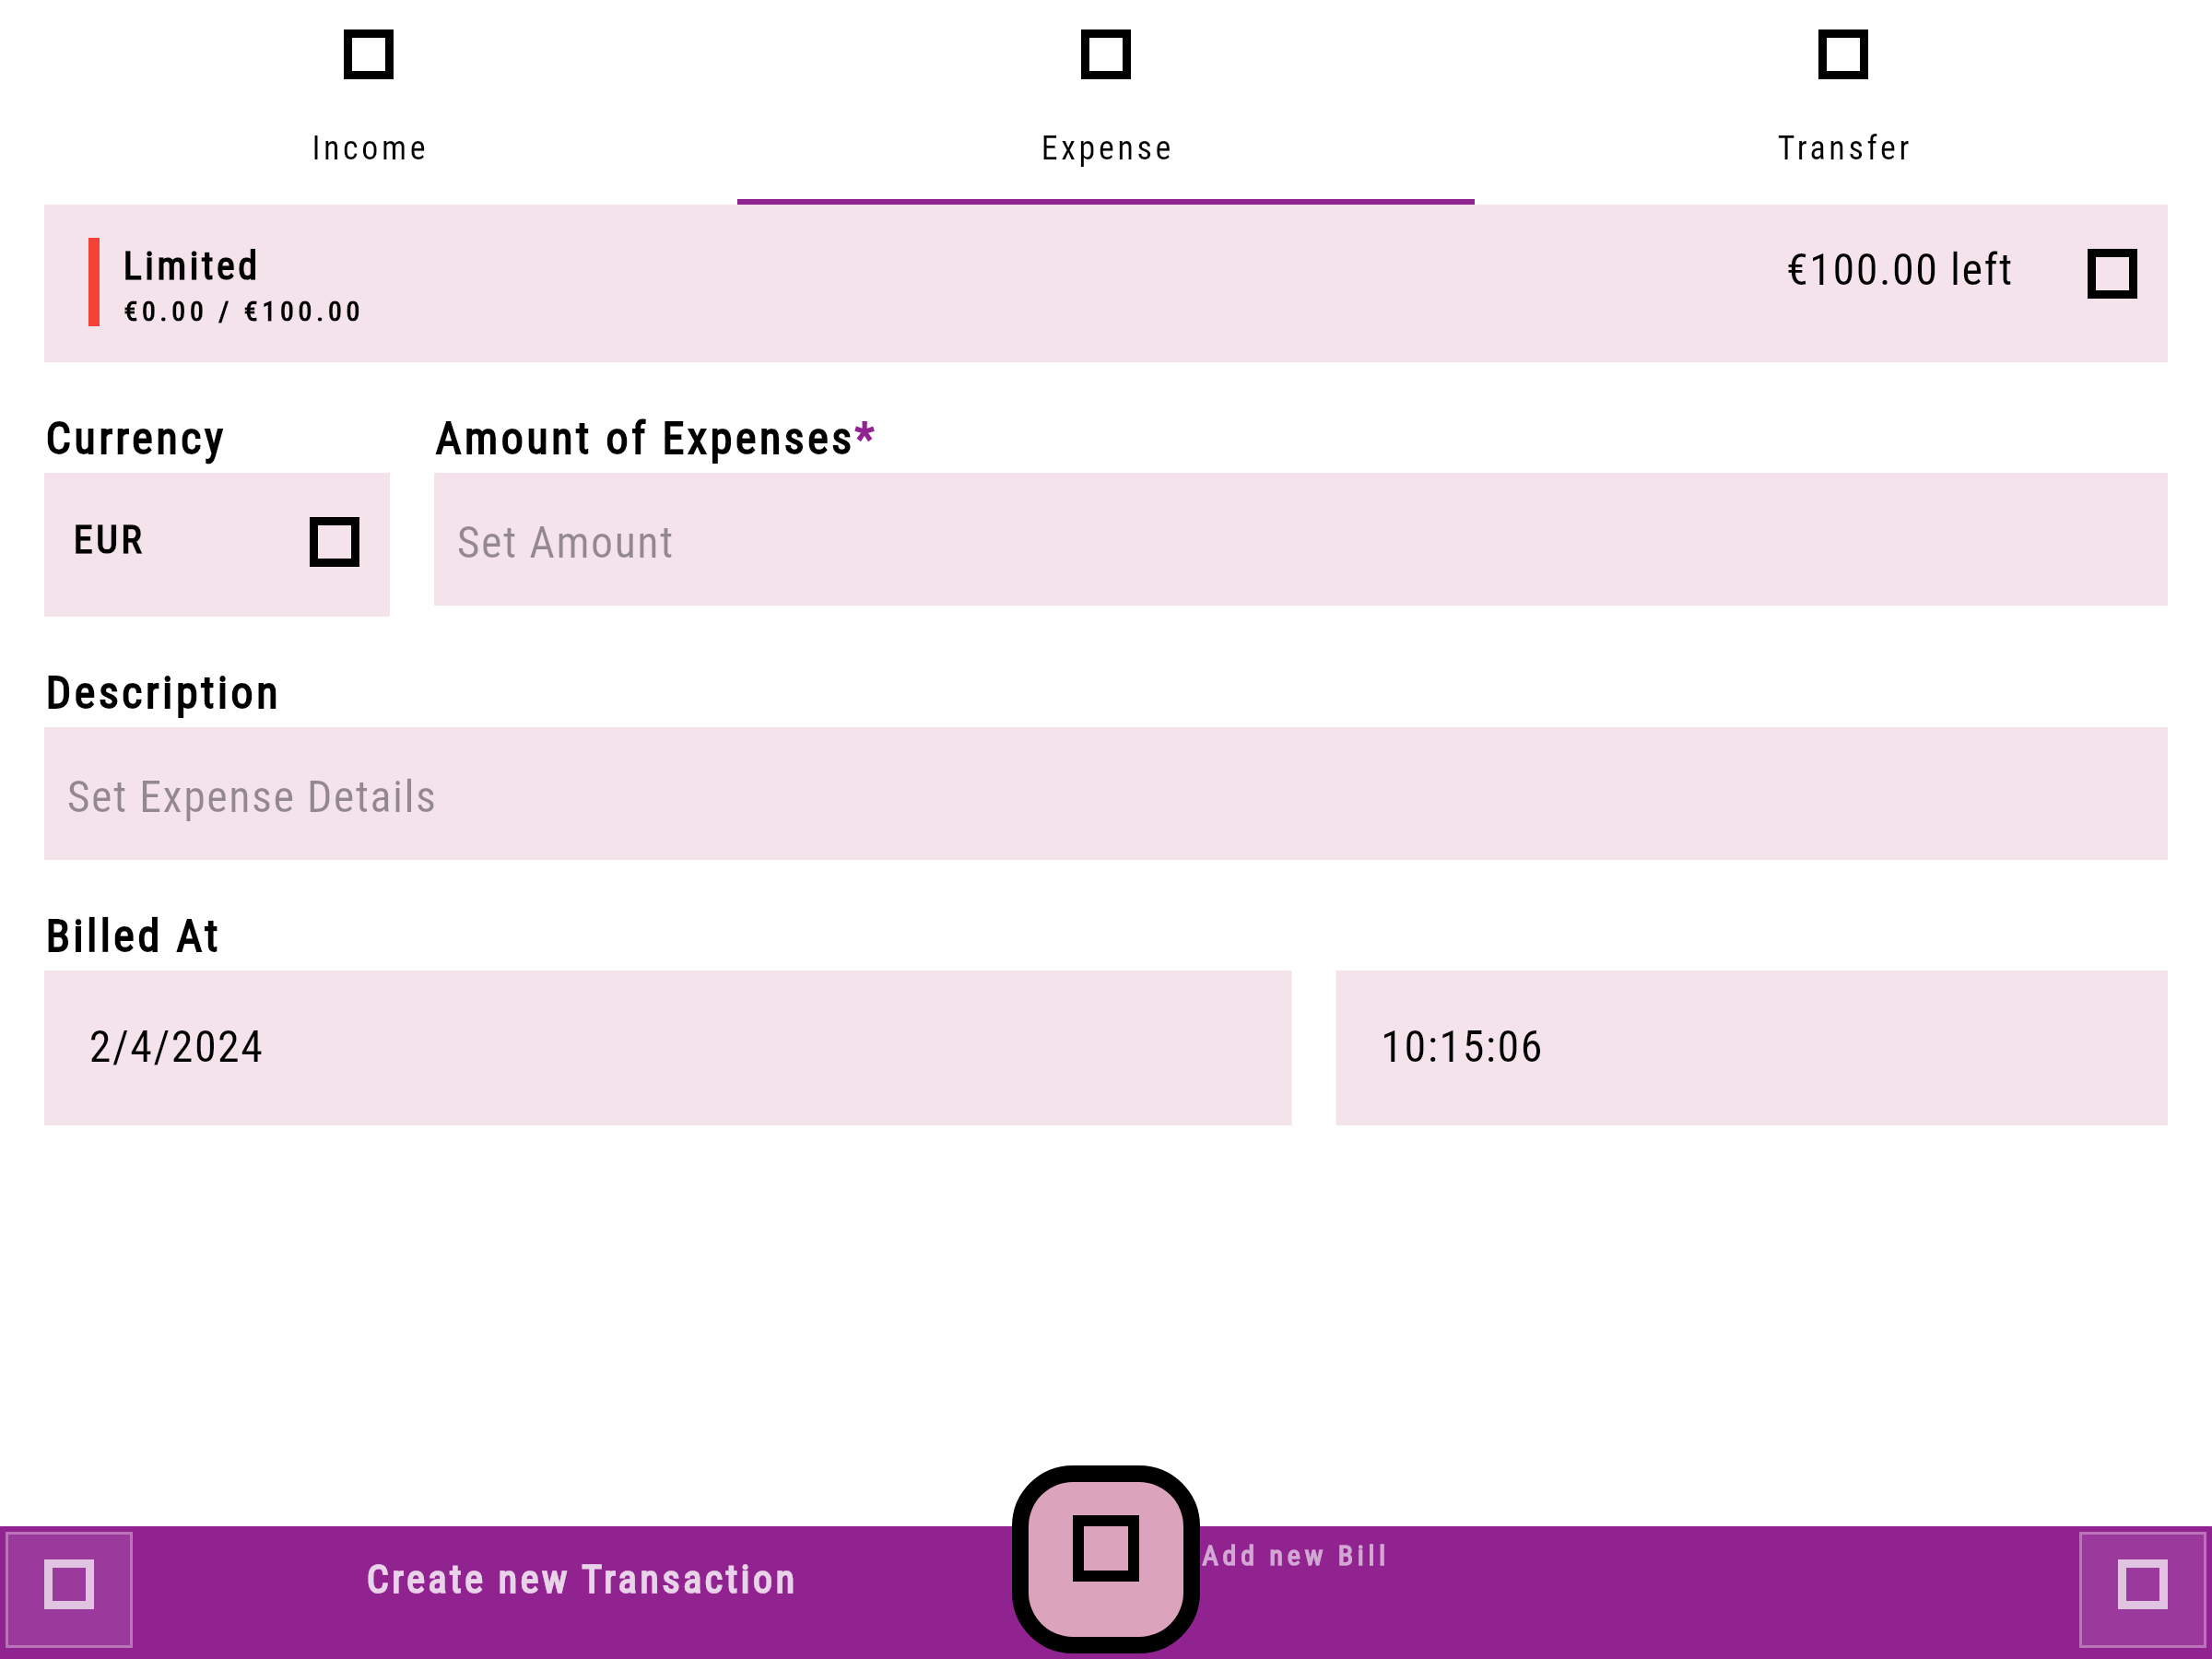 Income
Expense
Transfer
Limited
€100.00 left
€0.00 / €100.00
Currency
Amount of Expenses*
EUR
Set Amount
Description
Set Expense Details
Billed At
2/4/2024
10:15:06
Create new Transaction
Add new Bill